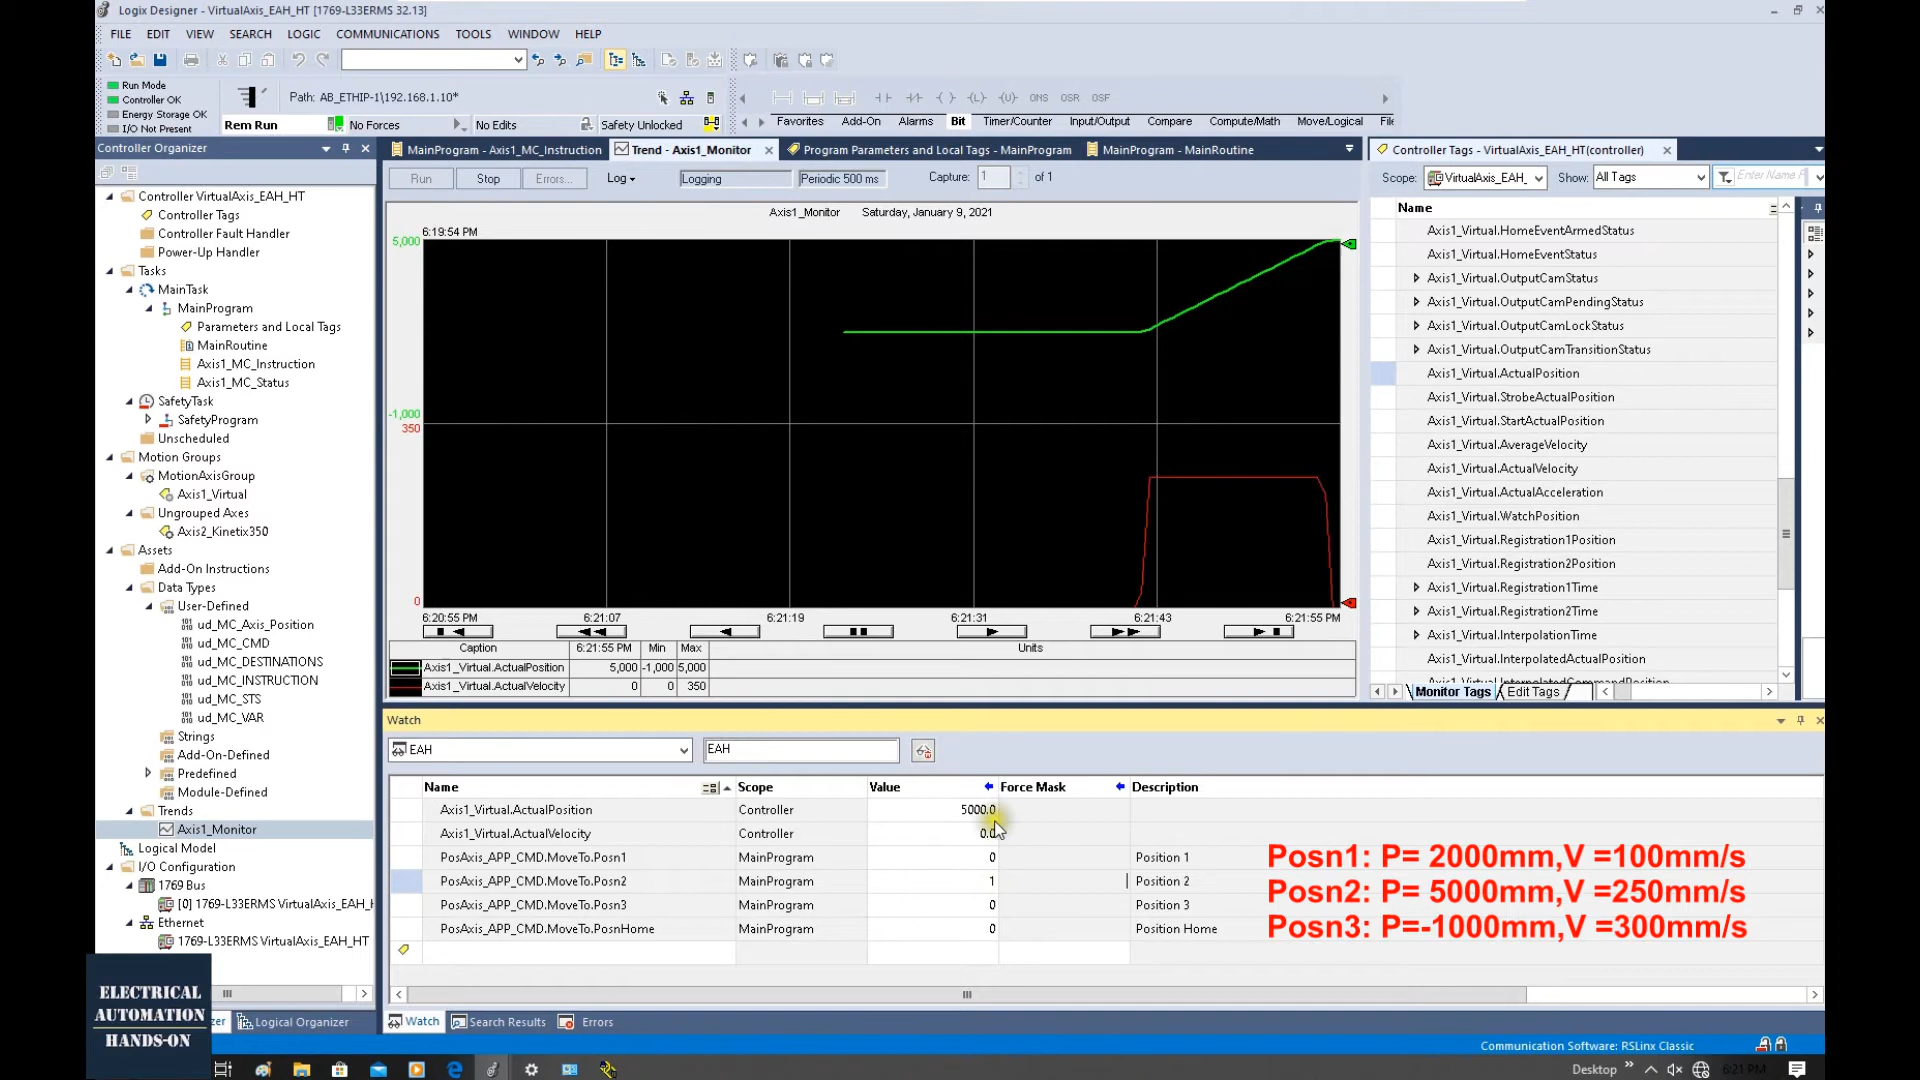 Logix Designer - VirtualAxis_EAH_HT [1769-L33ERMS 32.13]
FILE EDIT VIEW SEARCH LOGIC COMMUNICATIONS TOOLS WINDOW HELP
Run Mode
Controller OK
Energy Storage OK
I/O Not Present
Path: AB_ETHIP-1\192.168.1.10*
Rem Run No Forces No Edits Safety Unlocked
ONS OSR OSF
Favorites Add-On Alarms Bit Timer/Counter Input/Output Compare Compute/Math Move/Logical File
Controller Organizer
Controller VirtualAxis_EAH_HT
Controller Tags
Controller Fault Handler
Power-Up Handler
Tasks
MainTask
MainProgram
Parameters and Local Tags
MainRoutine
Axis1_MC_Instruction
Axis1_MC_Status
SafetyTask
SafetyProgram
Unscheduled
Motion Groups
MotionAxisGroup
Axis1_Virtual
Ungrouped Axes
Axis2_Kinetix350
Assets
Add-On Instructions
Data Types
User-Defined
ud_MC_Axis_Position
ud_MC_CMD
ud_MC_DESTINATIONS
ud_MC_INSTRUCTION
ud_MC_STS
ud_MC_VAR
Strings
Add-On-Defined
Predefined
Module-Defined
Trends
Axis1_Monitor
Logical Model
I/O Configuration
1769 Bus
[0] 1769-L33ERMS VirtualAxis_EAH_H
Ethernet
1769-L33ERMS VirtualAxis_EAH_HT
Logical Organizer
ELECTRICAL
AUTOMATION
HANDS-ON
MainProgram - Axis1_MC_Instruction Trend - Axis1_Monitor Program Parameters and Local Tags - MainProgram MainProgram - MainRoutine
Run Stop Errors... Log Logging Periodic 500 ms Capture: 1 of 1
Axis1_Monitor Saturday, January 9, 2021
6:19:54 PM
5,000
-1,000
350
0
6:20:55 PM 6:21:07 6:21:19 6:21:31 6:21:43 6:21:55 PM
Caption 6:21:55 PM Min Max Units
Axis1_Virtual.ActualPosition 5,000 -1,000 5,000
Axis1_Virtual.ActualVelocity 0 0 350
Controller Tags - VirtualAxis_EAH_HT(controller)
Scope: VirtualAxis_EAH_ Show: All Tags Enter Name F
Name
Axis1_Virtual.HomeEventArmedStatus
Axis1_Virtual.HomeEventStatus
Axis1_Virtual.OutputCamStatus
Axis1_Virtual.OutputCamPendingStatus
Axis1_Virtual.OutputCamLockStatus
Axis1_Virtual.OutputCamTransitionStatus
Axis1_Virtual.ActualPosition
Axis1_Virtual.StrobeActualPosition
Axis1_Virtual.StartActualPosition
Axis1_Virtual.AverageVelocity
Axis1_Virtual.ActualVelocity
Axis1_Virtual.ActualAcceleration
Axis1_Virtual.WatchPosition
Axis1_Virtual.Registration1Position
Axis1_Virtual.Registration2Position
Axis1_Virtual.Registration1Time
Axis1_Virtual.Registration2Time
Axis1_Virtual.InterpolationTime
Axis1_Virtual.InterpolatedActualPosition
Axis1_Virtual.InterpolatedCommandPosition
Monitor Tags Edit Tags
Watch
EAH EAH
Name Scope Value Force Mask Description
Axis1_Virtual.ActualPosition Controller 5000.0
Axis1_Virtual.ActualVelocity Controller 0.0
PosAxis_APP_CMD.MoveTo.Posn1 MainProgram 0 Position 1
PosAxis_APP_CMD.MoveTo.Posn2 MainProgram 1 Position 2
PosAxis_APP_CMD.MoveTo.Posn3 MainProgram 0 Position 3
PosAxis_APP_CMD.MoveTo.PosnHome MainProgram 0 Position Home
Posn1: P= 2000mm,V =100mm/s
Posn2: P= 5000mm,V =250mm/s
Posn3: P=-1000mm,V =300mm/s
Watch Search Results Errors
Communication Software: RSLinx Classic
Desktop 6:21 PM